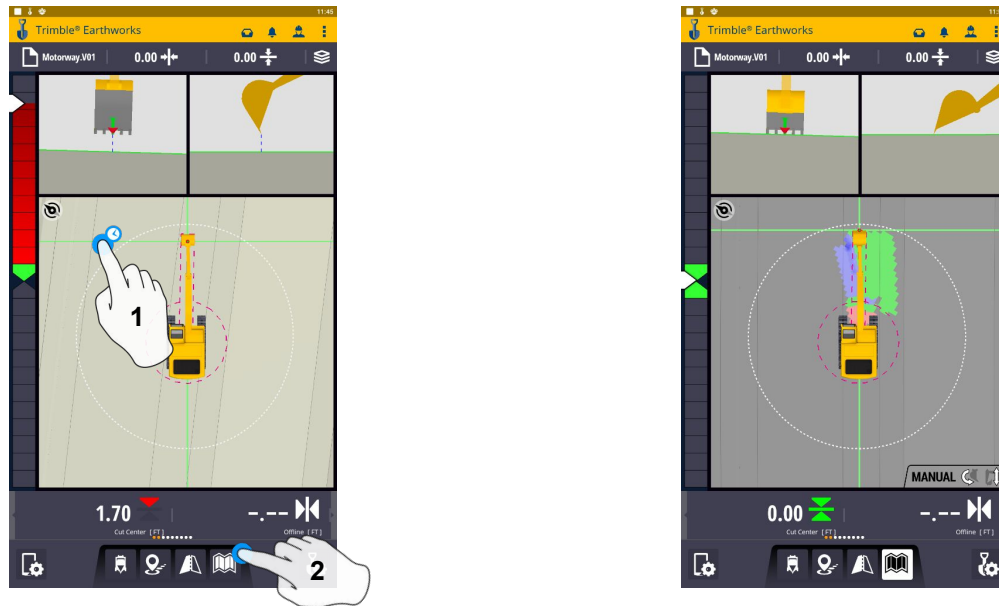 11:45
Trimble® Earthworks
Motorway.V01 0.00 0.00
1
1.70 -.--
Cut Center [FT] Offline [FT]
2
Trimble® Earthworks
Motorway.V01 0.00 0.00
MANUAL
0.00 -.--
Cut Center [FT] Offline [FT]